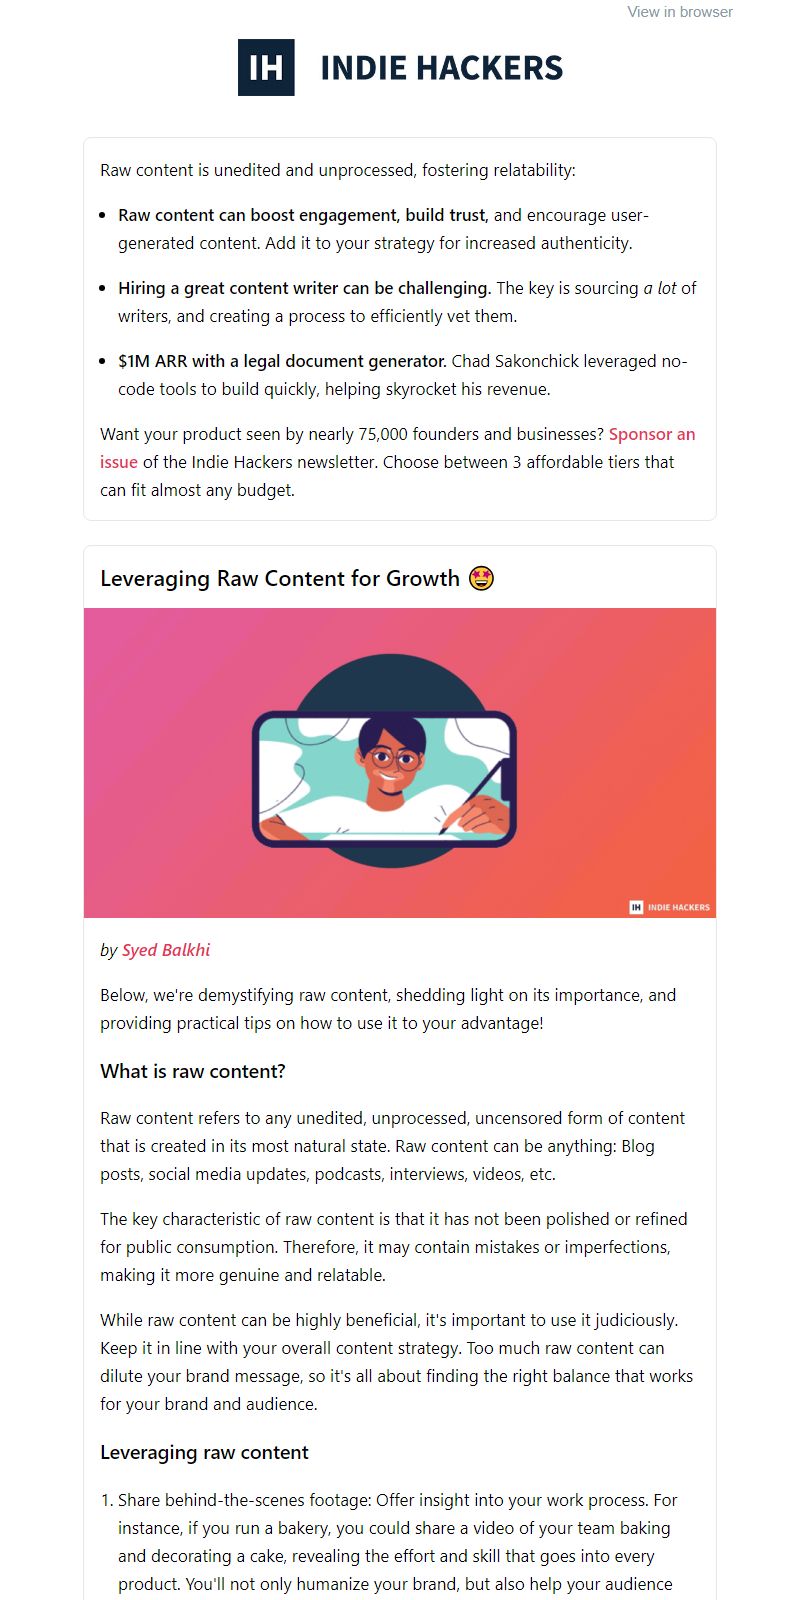 View in browser
IH INDIE HACKERS
Raw content is unedited and unprocessed, fostering relatability:
• Raw content can boost engagement, build trust, and encourage user-
generated content. Add it to your strategy for increased authenticity.
• Hiring a great content writer can be challenging. The key is sourcing a lot of
writers, and creating a process to efficiently vet them.
• $1M ARR with a legal document generator. Chad Sakonchick leveraged no-
code tools to build quickly, helping skyrocket his revenue.
Want your product seen by nearly 75,000 founders and businesses? Sponsor an
issue of the Indie Hackers newsletter. Choose between 3 affordable tiers that
can fit almost any budget.
Leveraging Raw Content for Growth 🤩
IH INDIE HACKERS
by Syed Balkhi
Below, we're demystifying raw content, shedding light on its importance, and
providing practical tips on how to use it to your advantage!
What is raw content?
Raw content refers to any unedited, unprocessed, uncensored form of content
that is created in its most natural state. Raw content can be anything: Blog
posts, social media updates, podcasts, interviews, videos, etc.
The key characteristic of raw content is that it has not been polished or refined
for public consumption. Therefore, it may contain mistakes or imperfections,
making it more genuine and relatable.
While raw content can be highly beneficial, it's important to use it judiciously.
Keep it in line with your overall content strategy. Too much raw content can
dilute your brand message, so it's all about finding the right balance that works
for your brand and audience.
Leveraging raw content
1. Share behind-the-scenes footage: Offer insight into your work process. For
instance, if you run a bakery, you could share a video of your team baking
and decorating a cake, revealing the effort and skill that goes into every
product. You'll not only humanize your brand, but also help your audience